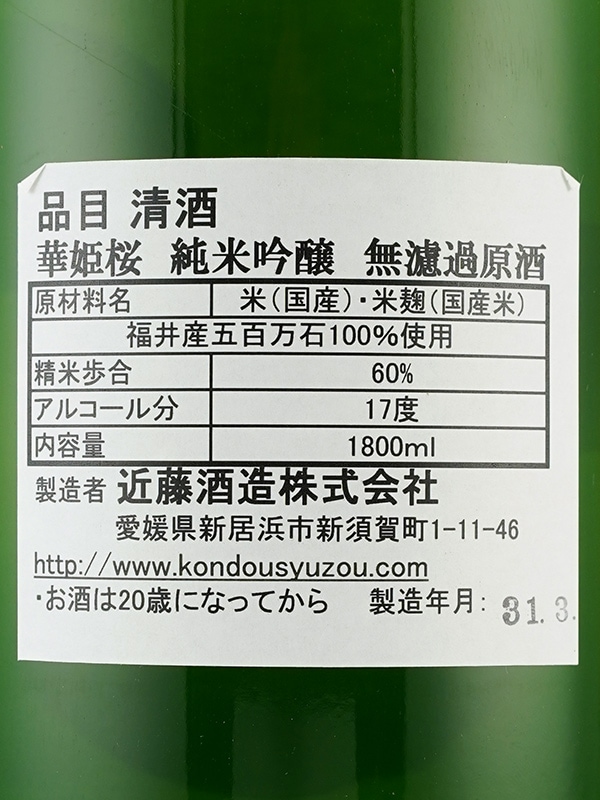 品目 清酒
華姫桜 純米吟醸 無濾過原酒
原材料名 米(国産)・米麹(国産米)
福井産五百万石100%使用
精米歩合 60%
アルコール分 17度
内容量 1800ml
製造者 近藤酒造株式会社
愛媛県新居浜市新須賀町1-11-46
http://www.kondousyuzou.com
・お酒は20歳になってから 製造年月: 31.3.